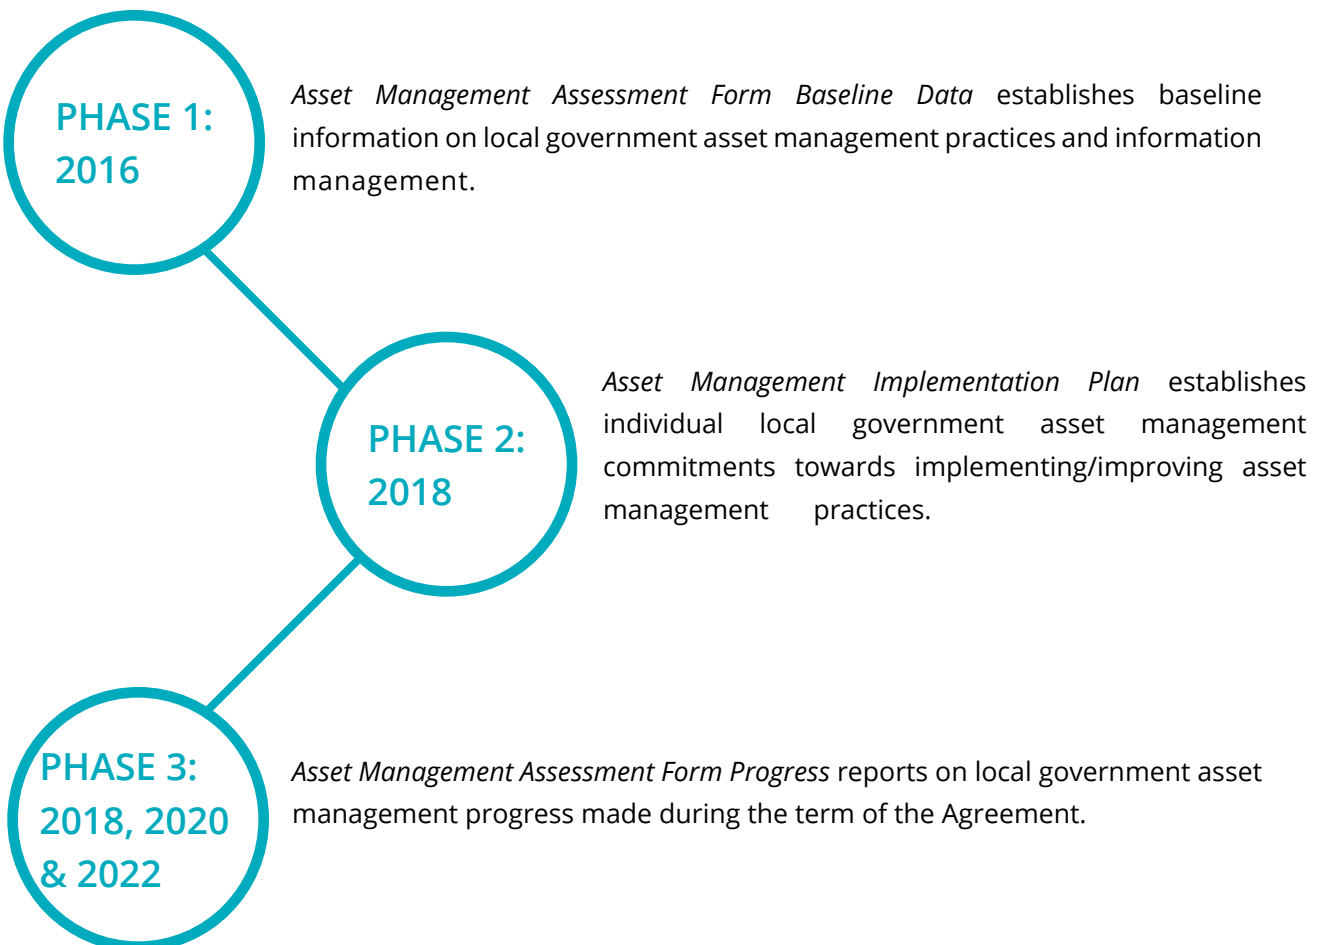 PHASE 1:
2016
Asset Management Assessment Form Baseline Data establishes baseline
information on local government asset management practices and information
management.
PHASE 2:
2018
Asset Management Implementation Plan establishes
individual local government asset management
commitments towards implementing/improving asset
management practices.
PHASE 3:
2018, 2020
& 2022
Asset Management Assessment Form Progress reports on local government asset
management progress made during the term of the Agreement.